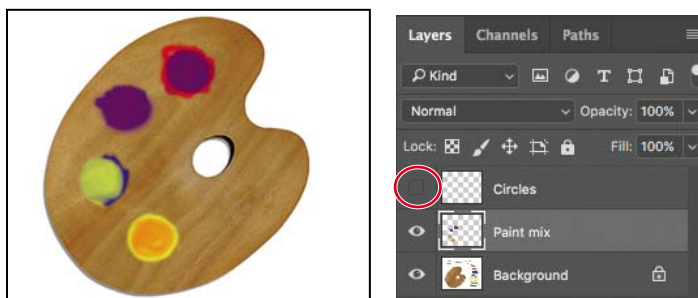 Layers Channels Paths
Kind T
Normal Opacity: 100%
Lock: Fill: 100%
Circles
Paint mix
Background